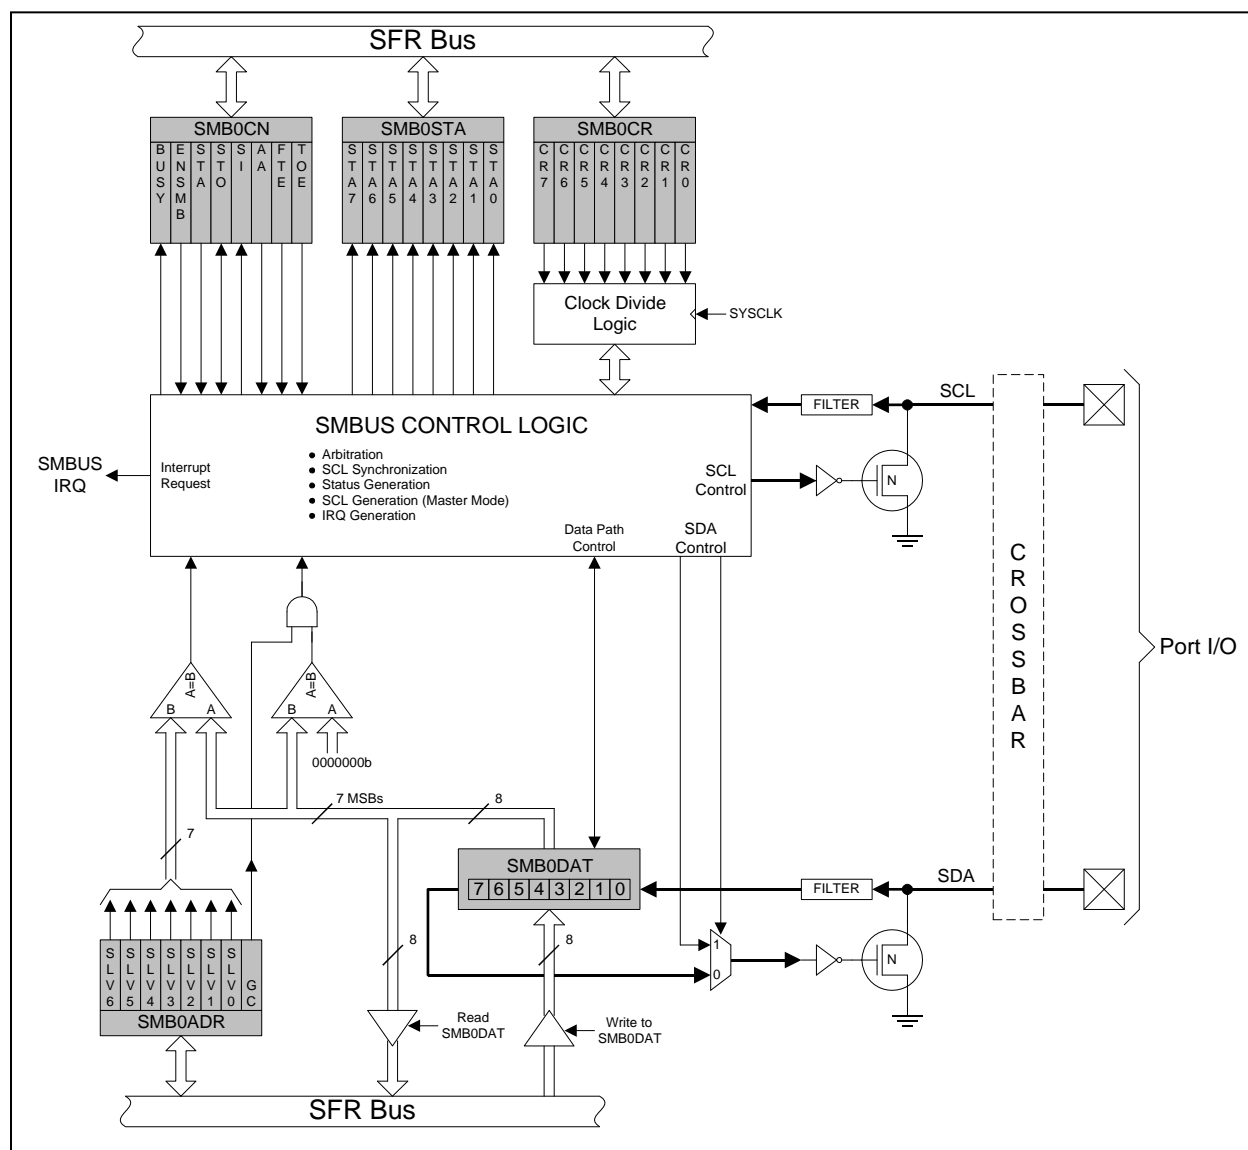 SFR Bus
SMB0CN
SMB0STA
SMB0CR
BUSY
ENSMB
STA
STO
SI
AA
FTE
TOE
STA7
STA6
STA5
STA4
STA3
STA2
STA1
STA0
CR7
CR6
CR5
CR4
CR3
CR2
CR1
CR0
Clock Divide
Logic
SYSCLK
SMBUS CONTROL LOGIC
● Arbitration
● SCL Synchronization
● Status Generation
● SCL Generation (Master Mode)
● IRQ Generation
SMBUS
IRQ
Interrupt
Request
SCL
Control
Data Path
Control
SDA
Control
FILTER
SCL
N
CROSSBAR
Port I/O
A=B
B
A
A=B
B
A
0000000b
7 MSBs
8
7
SMB0DAT
7 6 5 4 3 2 1 0
FILTER
SDA
8
8
1
0
N
SLV6
SLV5
SLV4
SLV3
SLV2
SLV1
SLV0
GC
SMB0ADR
Read
SMB0DAT
Write to
SMB0DAT
SFR Bus